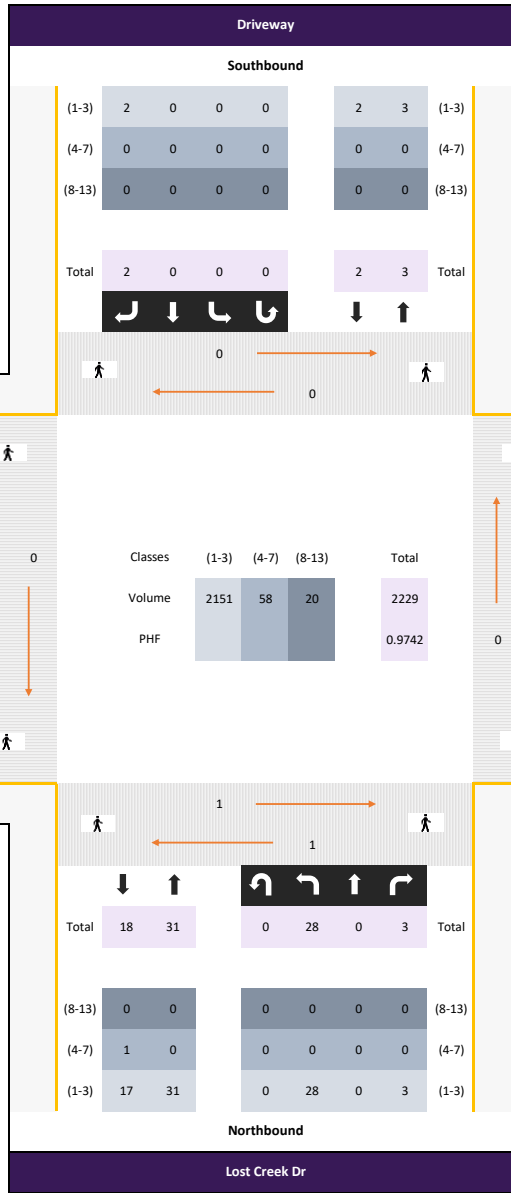 Driveway
Southbound
(1-3) 2 0 0 0 2 3 (1-3)
(4-7) 0 0 0 0 0 0 (4-7)
(8-13) 0 0 0 0 0 0 (8-13)
Total 2 0 0 0 2 3 Total
0
0
0
Classes (1-3) (4-7) (8-13) Total
Volume 2151 58 20 2229
PHF 0.9742
0
1
1
Total 18 31 0 28 0 3 Total
(8-13) 0 0 0 0 0 0 (8-13)
(4-7) 1 0 0 0 0 0 (4-7)
(1-3) 17 31 0 28 0 3 (1-3)
Northbound
Lost Creek Dr